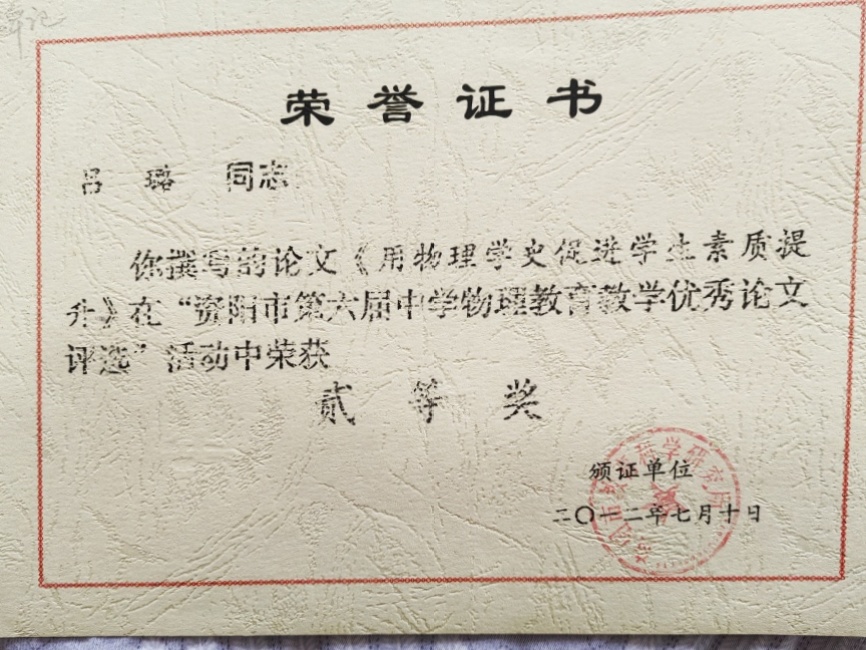 荣誉证书
吕 璐 同志
你撰写的论文《用物理学史促进学生素质提
升》在“资阳市第六届中学物理教育教学优秀论文
评选”活动中荣获
贰等奖
颁证单位
二〇一二年七月十日